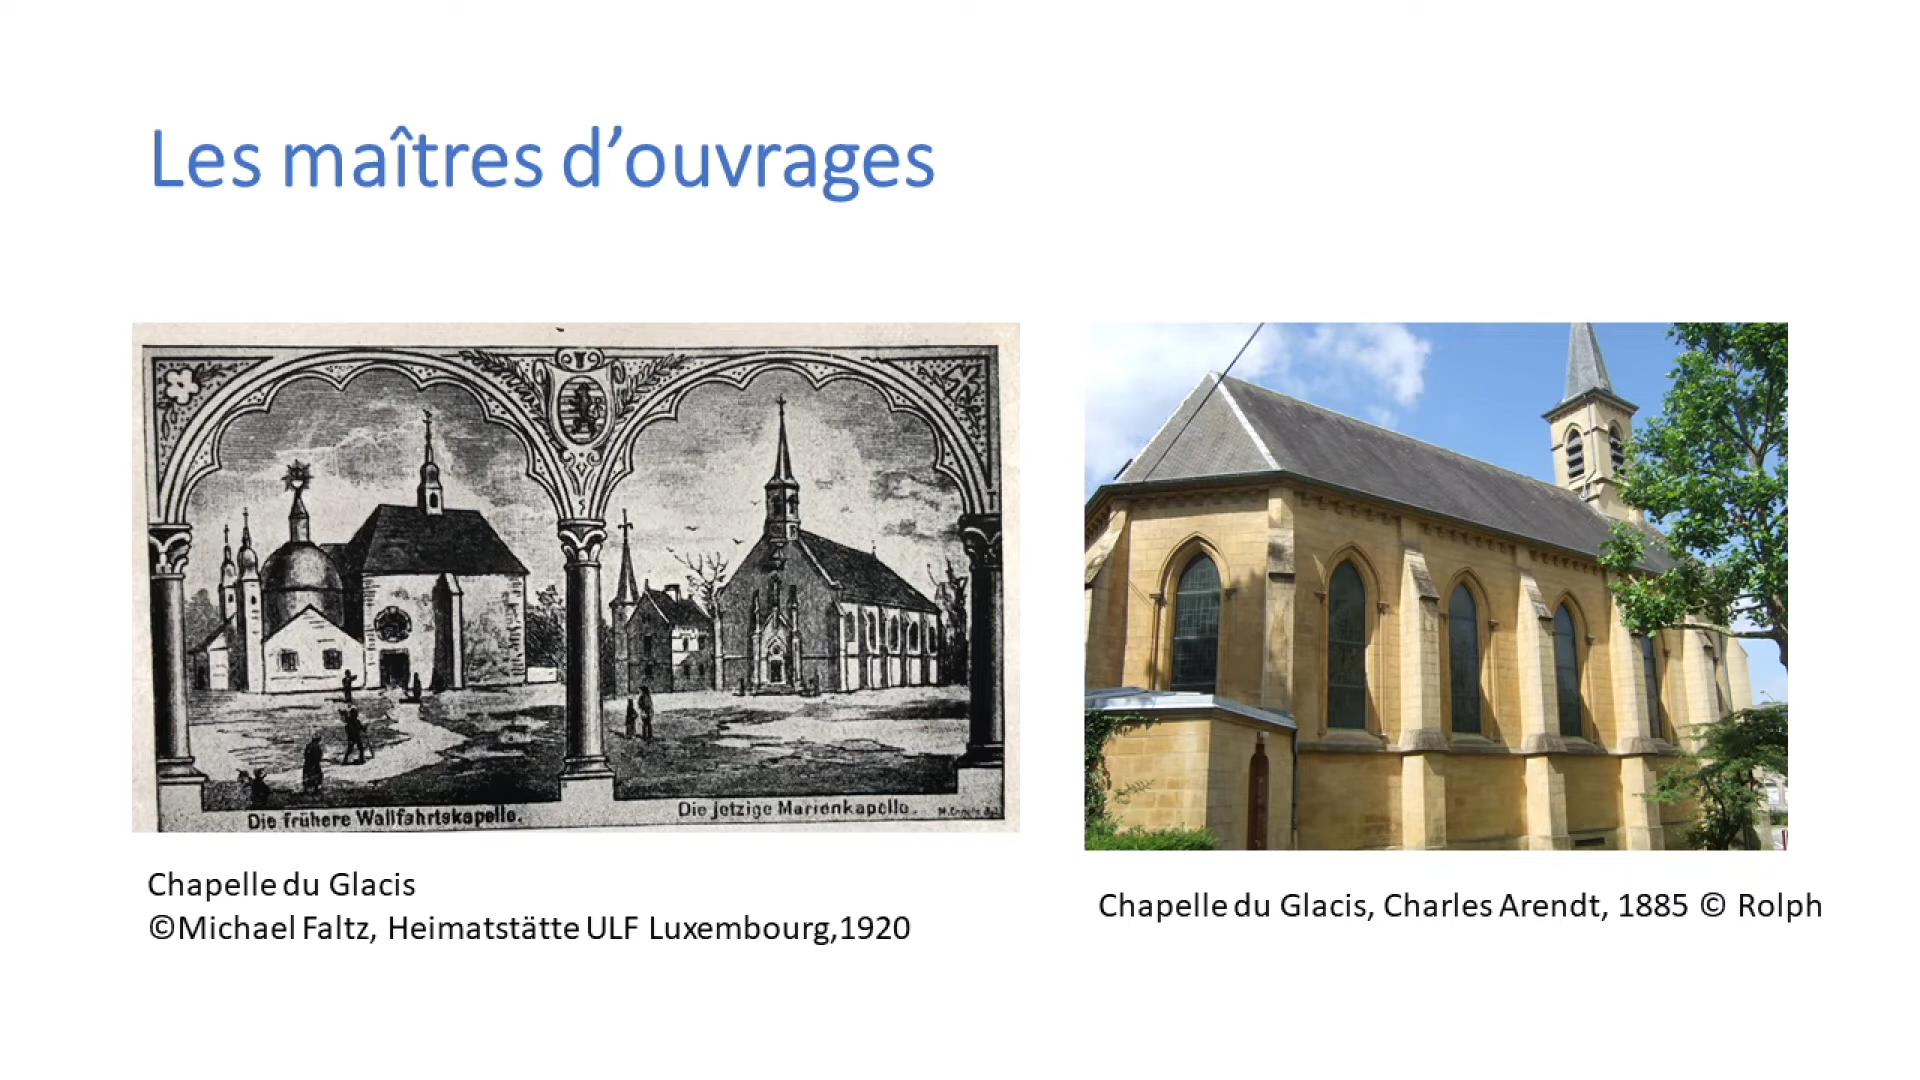 Les maîtres d’ouvrages
Die frühere Wallfahrtskapelle.
Die jetzige Marienkapelle.
Chapelle du Glacis
©Michael Faltz, Heimatstätte ULF Luxembourg,1920
Chapelle du Glacis, Charles Arendt, 1885 © Rolph